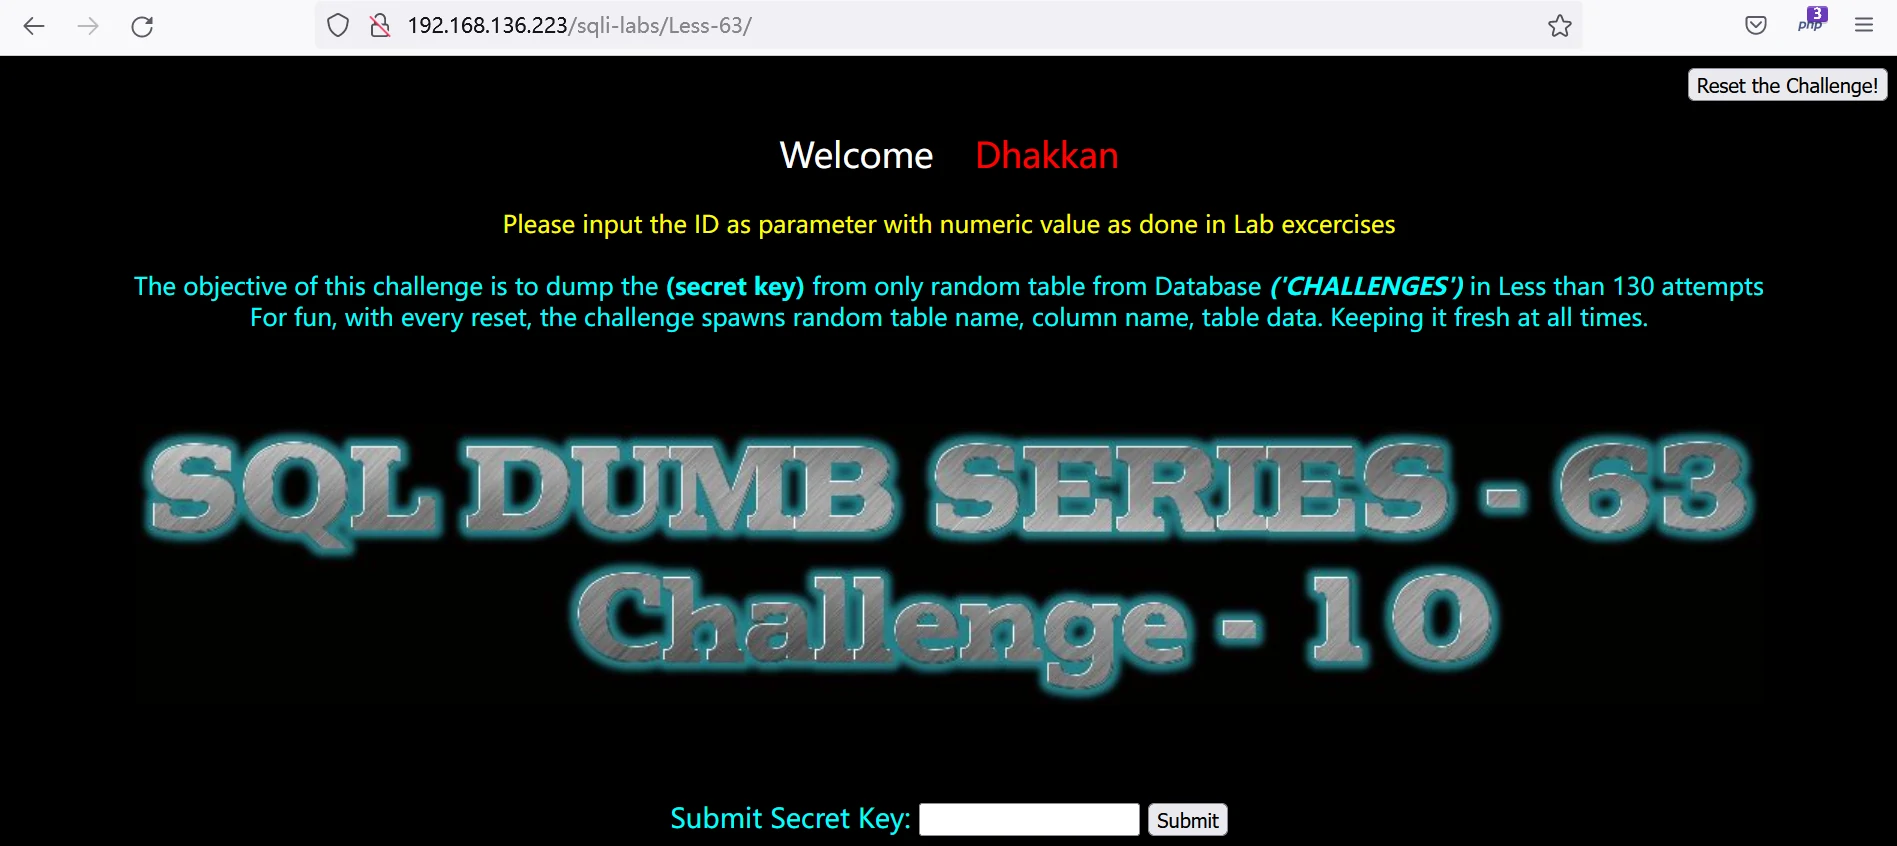 192.168.136.223/sqli-labs/Less-63/
3
php
Reset the Challenge!
Welcome Dhakkan
Please input the ID as parameter with numeric value as done in Lab excercises
The objective of this challenge is to dump the (secret key) from only random table from Database ('CHALLENGES') in Less than 130 attempts
For fun, with every reset, the challenge spawns random table name, column name, table data. Keeping it fresh at all times.
SQL DUMB SERIES - 63
Challenge - 10
Submit Secret Key:
Submit